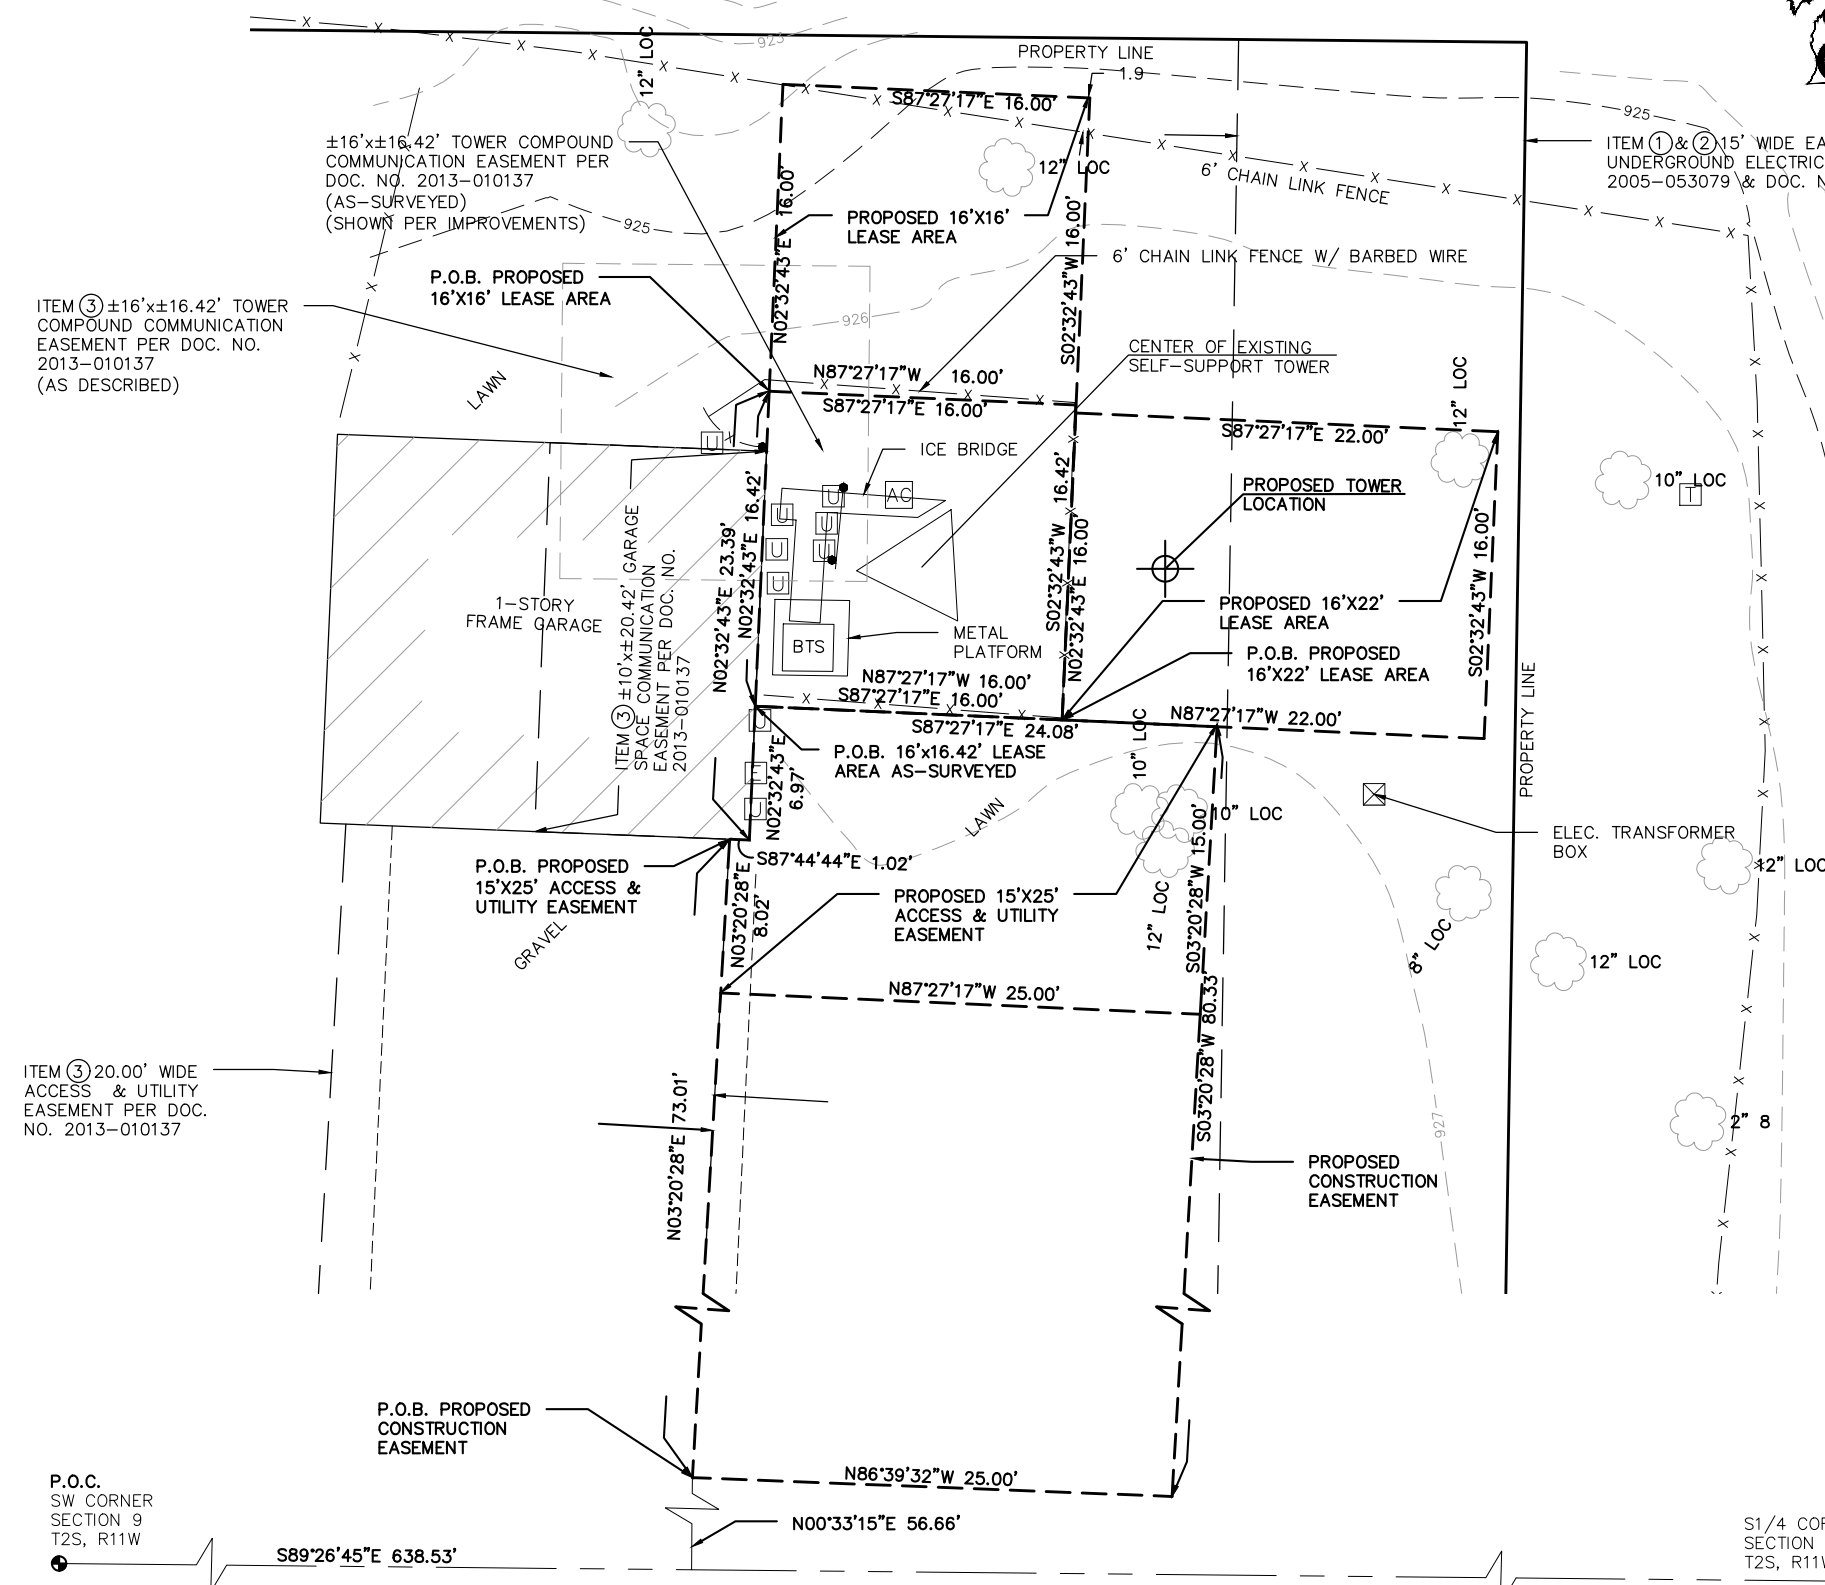 923
12" LOC
PROPERTY LINE
1.9
S87°27'17"E 16.00'
925
±16'x±16.42' TOWER COMPOUND
COMMUNICATION EASEMENT PER
DOC. NO. 2013-010137
(AS-SURVEYED)
(SHOWN PER IMPROVEMENTS)
925
N02°32'43"E 16.00'
12" LOC
PROPOSED 16'X16'
LEASE AREA
S02°32'43"W 16.00'
6' CHAIN LINK FENCE
ITEM 1 & 2 15' WIDE
UNDERGROUND ELECTRIC
2005-053079 & DOC.
6' CHAIN LINK FENCE W/ BARBED WIRE
P.O.B. PROPOSED
16'X16' LEASE AREA
ITEM 3 ±16'x±16.42' TOWER
COMPOUND COMMUNICATION
EASEMENT PER DOC. NO.
2013-010137
(AS DESCRIBED)
926
LAWN
N87°27'17"W 16.00'
S87°27'17"E 16.00'
CENTER OF EXISTING
SELF-SUPPORT TOWER
12" LOC
S87°27'17"E 22.00'
ICE BRIDGE
AC
U
U
U
U
U
U
U
U
PROPOSED TOWER
LOCATION
10" LOC
T
N02°32'43"E 23.39'
N02°32'43"E 16.42'
S02°32'43"W 16.42'
N02°32'43"E 16.00'
S02°32'43"W 16.00'
1-STORY
FRAME GARAGE
ITEM 3 ±10'x±20.42' GARAGE
SPACE COMMUNICATION
EASEMENT PER DOC. NO.
2013-010137
BTS
METAL
PLATFORM
PROPOSED 16'X22'
LEASE AREA
P.O.B. PROPOSED
16'X22' LEASE AREA
N87°27'17"W 16.00'
S87°27'17"E 16.00'
S87°27'17"E 24.08'
N87°27'17"W 22.00'
PROPERTY LINE
P.O.B. 16'x16.42' LEASE
AREA AS-SURVEYED
U
E
U
N02°32'43"E
6.97'
10" LOC
LAWN
10" LOC
ELEC. TRANSFORMER
BOX
12" LOC
S87°44'44"E 1.02'
P.O.B. PROPOSED
15'X25' ACCESS &
UTILITY EASEMENT
N03°20'28"E
8.02'
PROPOSED 15'X25'
ACCESS & UTILITY
EASEMENT
12" LOC
S03°20'28"W 15.00'
8" LOC
12" LOC
GRAVEL
N87°27'17"W 25.00'
S03°20'28"W 80.33'
ITEM 3 20.00' WIDE
ACCESS & UTILITY
EASEMENT PER DOC.
NO. 2013-010137
N03°20'28"E 73.01'
927
2" 8
PROPOSED
CONSTRUCTION
EASEMENT
P.O.B. PROPOSED
CONSTRUCTION
EASEMENT
N86°39'32"W 25.00'
P.O.C.
SW CORNER
SECTION 9
T2S, R11W
N00°33'15"E 56.66'
S89°26'45"E 638.53'
S1/4
SECTION
T2S,